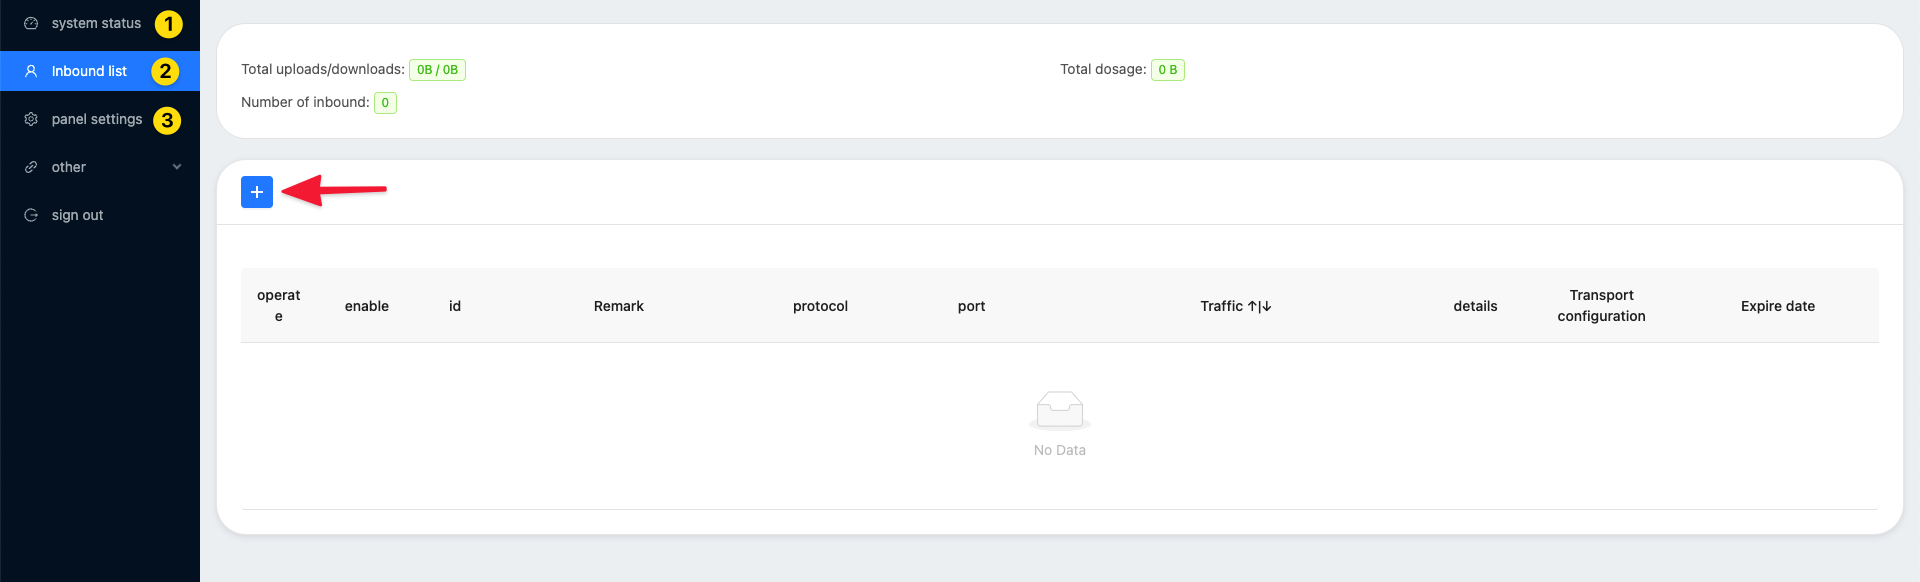 system status 1
Inbound list 2
panel settings 3
other
sign out
Total uploads/downloads: 0B / 0B
Total dosage: 0 B
Number of inbound: 0
+
operat
e
enable
id
Remark
protocol
port
Traffic ↑|↓
details
Transport
configuration
Expire date
No Data